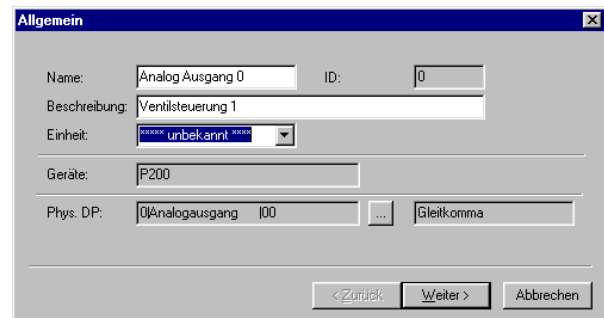 Allgemein
Name: Analog Ausgang 0 ID: 0
Beschreibung: Ventilsteuerung 1
Einheit: ***** unbekannt ****
Geräte: P200
Phys. DP: 0|Analogausgang |00 ... Gleitkomma
< Zurück Weiter > Abbrechen